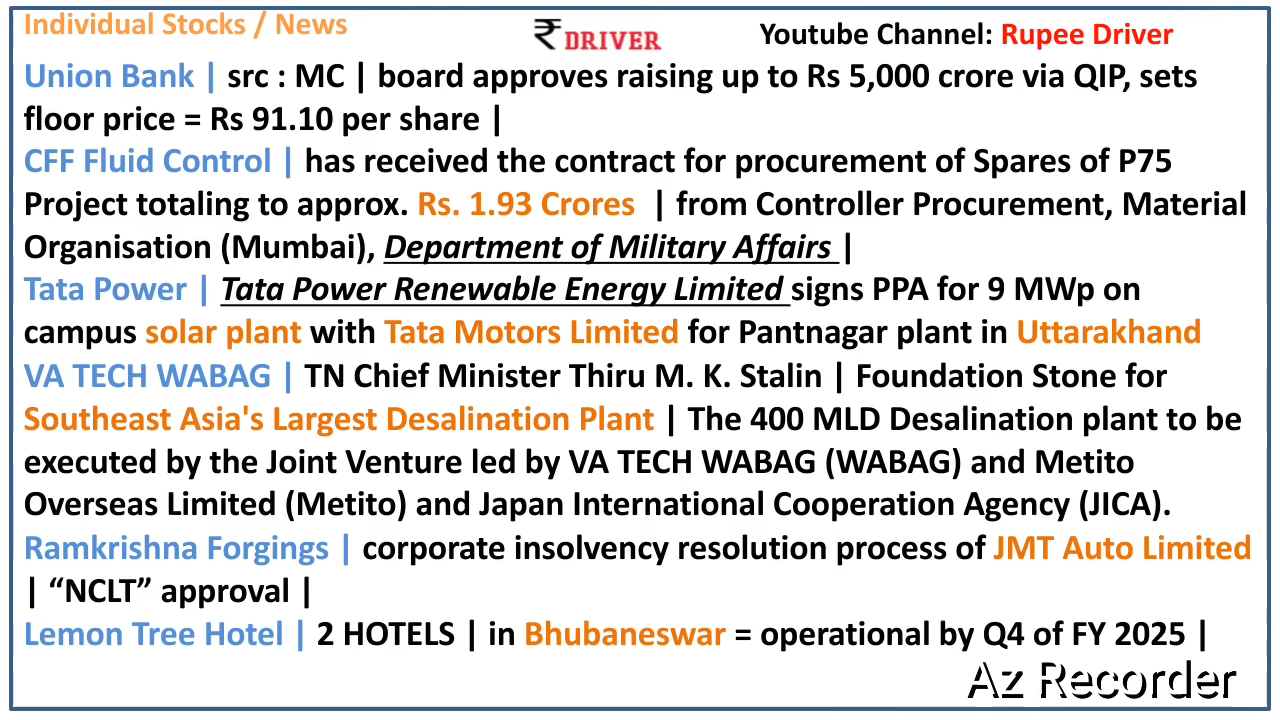 Individual Stocks / News
₹ DRIVER
Youtube Channel: Rupee Driver
Union Bank | src : MC | board approves raising up to Rs 5,000 crore via QIP, sets
floor price = Rs 91.10 per share |
CFF Fluid Control | has received the contract for procurement of Spares of P75
Project totaling to approx. Rs. 1.93 Crores | from Controller Procurement, Material
Organisation (Mumbai), Department of Military Affairs |
Tata Power | Tata Power Renewable Energy Limited signs PPA for 9 MWp on
campus solar plant with Tata Motors Limited for Pantnagar plant in Uttarakhand
VA TECH WABAG | TN Chief Minister Thiru M. K. Stalin | Foundation Stone for
Southeast Asia's Largest Desalination Plant | The 400 MLD Desalination plant to be
executed by the Joint Venture led by VA TECH WABAG (WABAG) and Metito
Overseas Limited (Metito) and Japan International Cooperation Agency (JICA).
Ramkrishna Forgings | corporate insolvency resolution process of JMT Auto Limited
| “NCLT” approval |
Lemon Tree Hotel | 2 HOTELS | in Bhubaneswar = operational by Q4 of FY 2025 |
Az Recorder